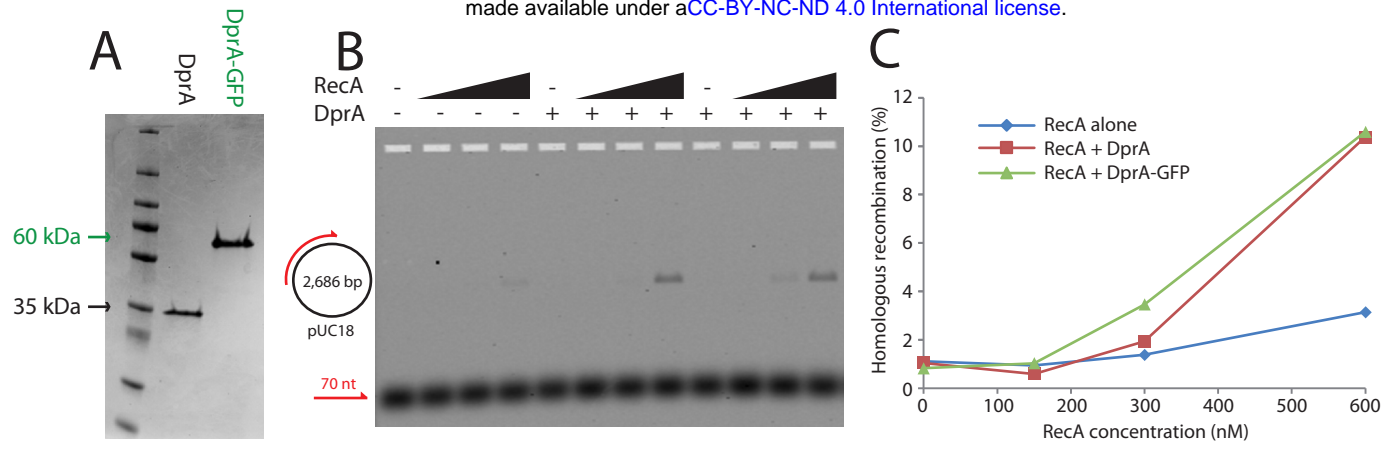 made available under aCC-BY-NC-ND 4.0 International license.
A
DprA
DprA-GFP
60 kDa
35 kDa
B
RecA - - -
DprA - - - - + + + + + + + +
2,686 bp
pUC18
70 nt
C
Homologous recombination (%)
12
10
8
6
4
2
0
RecA alone
RecA + DprA
RecA + DprA-GFP
0 100 200 300 400 500 600
RecA concentration (nM)